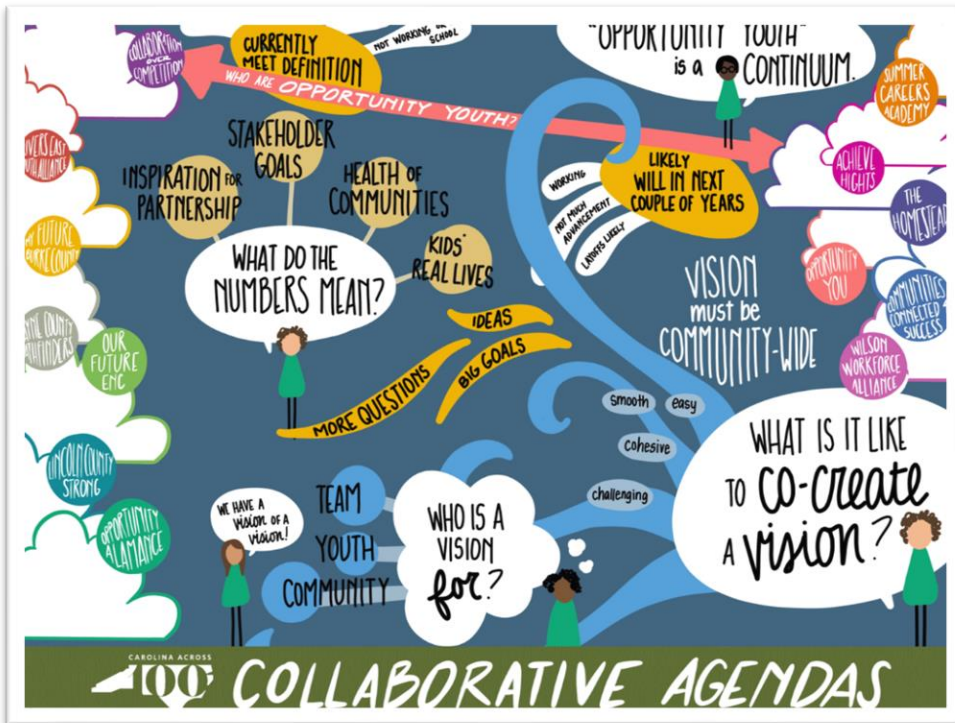 COLLABORATION
OVER
COMPETITION
CURRENTLY
MEET DEFINITION
NOT WORKING OR
SCHOOL
"OPPORTUNITY YOUTH"
is a
CONTINUUM.
WHO ARE OPPORTUNITY YOUTH?
SUMMER
CAREERS
ACADEMY
ACHIEVE
HIGHTS
THE
HOMESTEAD
OPPORTUNITY
YOU
COMMUNITIES
CONNECTED
SUCCESS
WILSON
WORKFORCE
ALLIANCE
STAKEHOLDER
GOALS
INSPIRATION FOR
PARTNERSHIP
HEALTH OF
COMMUNITIES
KIDS'
REAL LIVES
WHAT DO THE
NUMBERS MEAN?
WORKING
NOT MUCH
ADVANCEMENT
LAYOFFS LIKELY
LIKELY
WILL IN NEXT
COUPLE OF YEARS
VISION
must be
COMMUNITY-WIDE
IDEAS
BIG GOALS
MORE QUESTIONS
FUTURE
BURKE COUNTY
COUNTY
OUR
FUTURE
ENC
LINCOLN COUNTY
STRONG
OPPORTUNITY
ALAMANCE
smooth
easy
cohesive
challenging
WHAT IS IT LIKE
TO CO-CREATE
A VISION?
WE HAVE A
vision OF A
vision!
TEAM
YOUTH
COMMUNITY
WHO IS A
VISION
for?
CAROLINA ACROSS
100
COLLABORATIVE AGENDAS